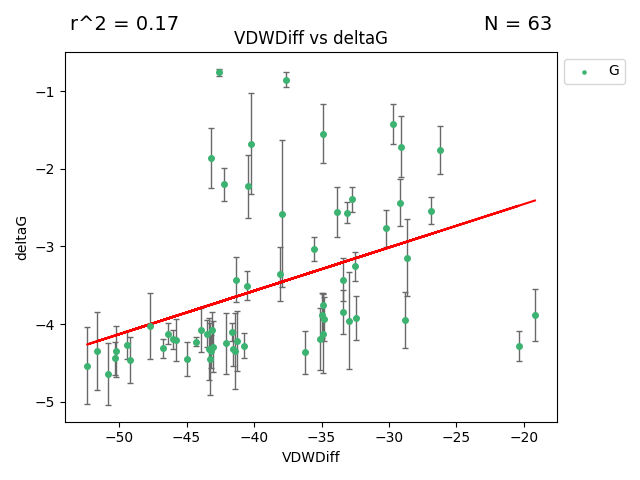 r^2 = 0.17
N = 63
VDWDiff vs deltaG
G
−1
−2
−3
−4
−5
deltaG
−50
−45
−40
−35
−30
−25
−20
VDWDiff